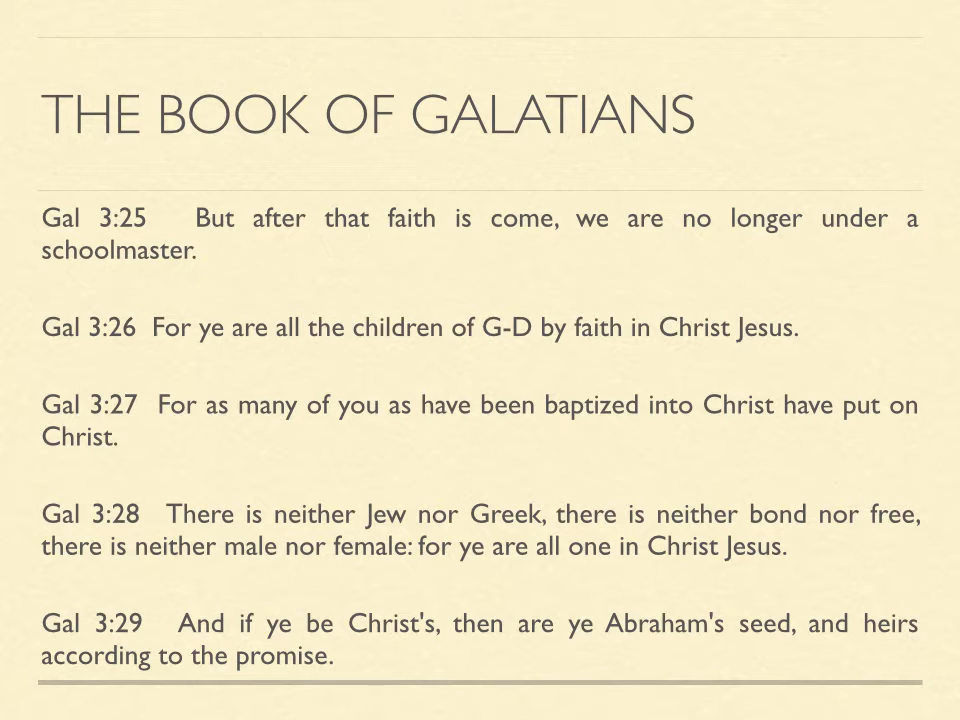 THE BOOK OF GALATIANS
Gal 3:25 But after that faith is come, we are no longer under a
schoolmaster.
Gal 3:26 For ye are all the children of G-D by faith in Christ Jesus.
Gal 3:27 For as many of you as have been baptized into Christ have put on
Christ.
Gal 3:28 There is neither Jew nor Greek, there is neither bond nor free,
there is neither male nor female: for ye are all one in Christ Jesus.
Gal 3:29 And if ye be Christ's, then are ye Abraham's seed, and heirs
according to the promise.